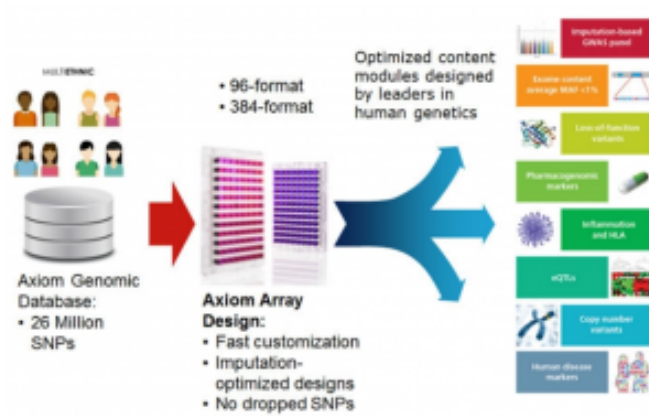 MULTIETHNIC
• 96-format
• 384-format
Optimized content
modules designed
by leaders in
human genetics
Axiom Genomic
Database:
• 26 Million
SNPs
Axiom Array
Design:
• Fast customization
• Imputation-
optimized designs
• No dropped SNPs
Imputation-based
GWAS panel
Exome content
average MAF <1%
Loss-of-function
variants
Pharmacogenomic
markers
Inflammation
and HLA
eQTLs
Copy number
variants
Human disease
markers